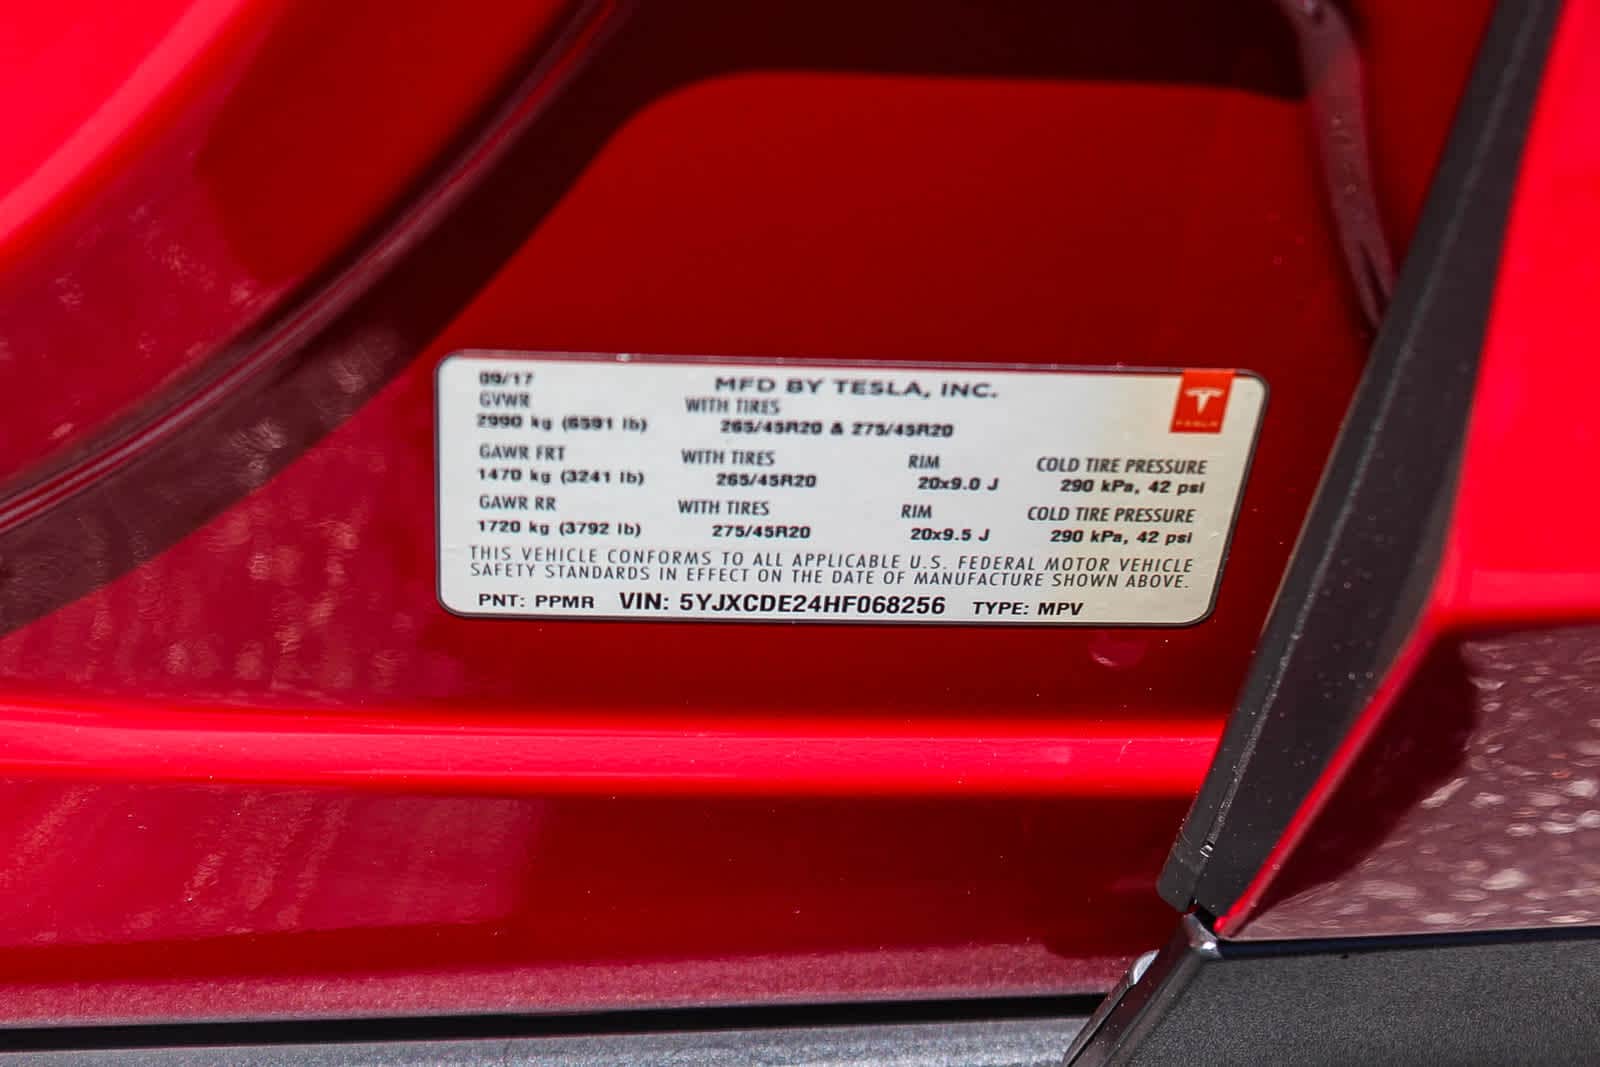 09/17 MFD BY TESLA, INC.
GVWR WITH TIRES
2990 kg (6591 lb) 265/45R20 & 275/45R20
GAWR FRT WITH TIRES RIM COLD TIRE PRESSURE
1470 kg (3241 lb) 265/45R20 20x9.0 J 290 kPa, 42 psi
GAWR RR WITH TIRES RIM COLD TIRE PRESSURE
1720 kg (3792 lb) 275/45R20 20x9.5 J 290 kPa, 42 psi
THIS VEHICLE CONFORMS TO ALL APPLICABLE U.S. FEDERAL MOTOR VEHICLE
SAFETY STANDARDS IN EFFECT ON THE DATE OF MANUFACTURE SHOWN ABOVE.
PNT: PPMR VIN: 5YJXCDE24HF068256 TYPE: MPV
TESLA